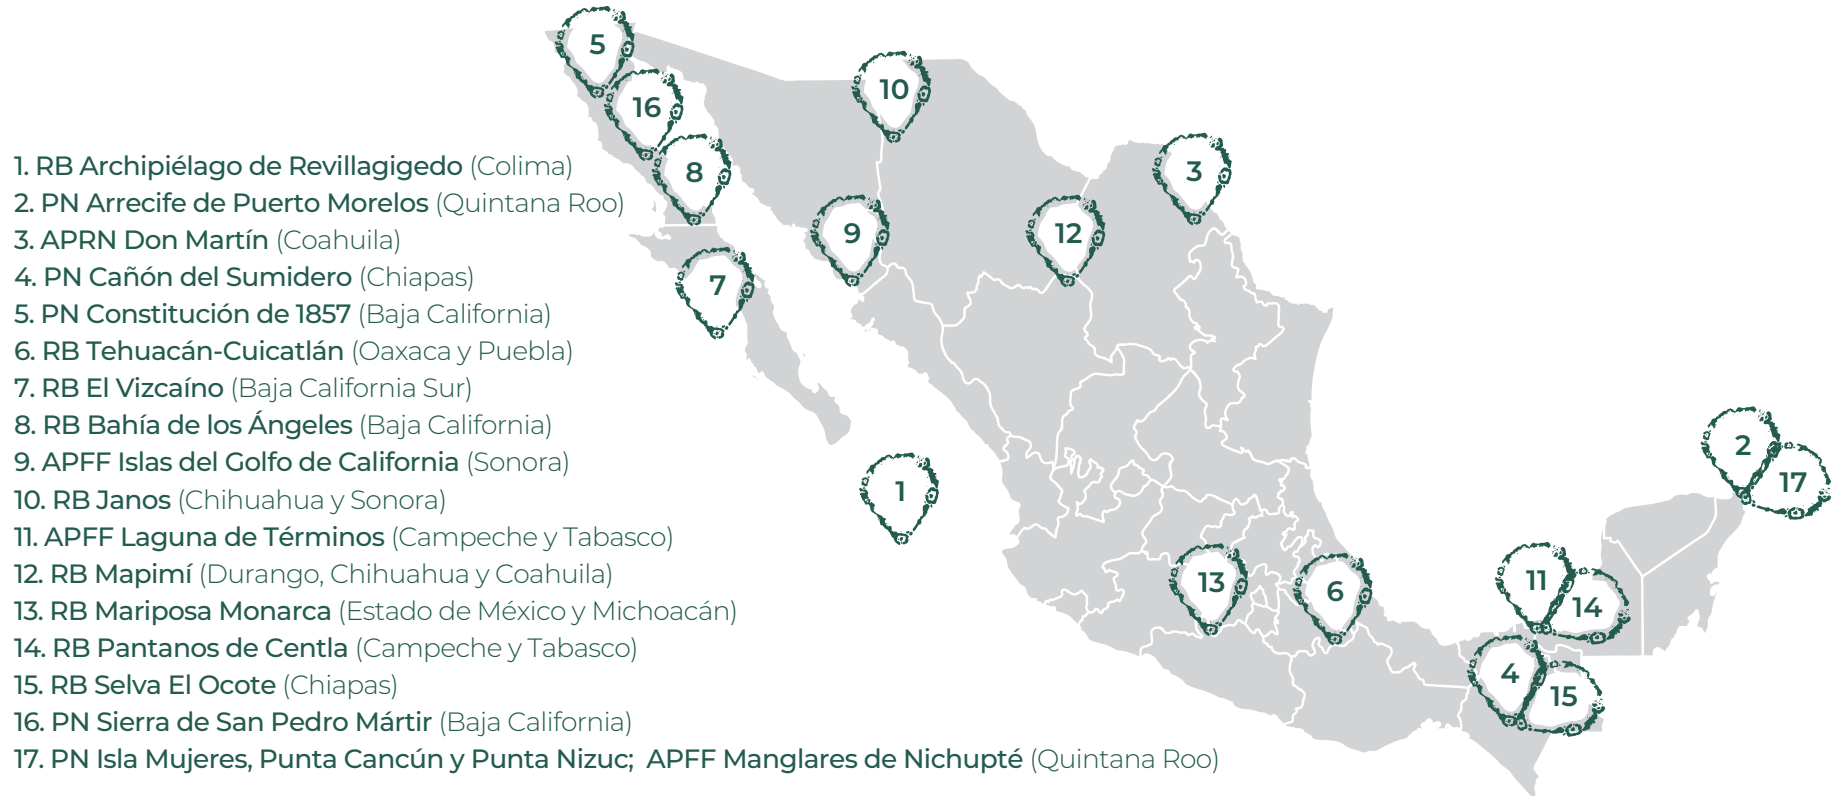 1. RB Archipiélago de Revillagigedo (Colima)
2. PN Arrecife de Puerto Morelos (Quintana Roo)
3. APRN Don Martín (Coahuila)
4. PN Cañón del Sumidero (Chiapas)
5. PN Constitución de 1857 (Baja California)
6. RB Tehuacán-Cuicatlán (Oaxaca y Puebla)
7. RB El Vizcaíno (Baja California Sur)
8. RB Bahía de los Ángeles (Baja California)
9. APFF Islas del Golfo de California (Sonora)
10. RB Janos (Chihuahua y Sonora)
11. APFF Laguna de Términos (Campeche y Tabasco)
12. RB Mapimí (Durango, Chihuahua y Coahuila)
13. RB Mariposa Monarca (Estado de México y Michoacán)
14. RB Pantanos de Centla (Campeche y Tabasco)
15. RB Selva El Ocote (Chiapas)
16. PN Sierra de San Pedro Mártir (Baja California)
17. PN Isla Mujeres, Punta Cancún y Punta Nizuc; APFF Manglares de Nichupté (Quintana Roo)
5
16
10
8
3
9
12
7
2
17
1
13
6
11
14
4
15